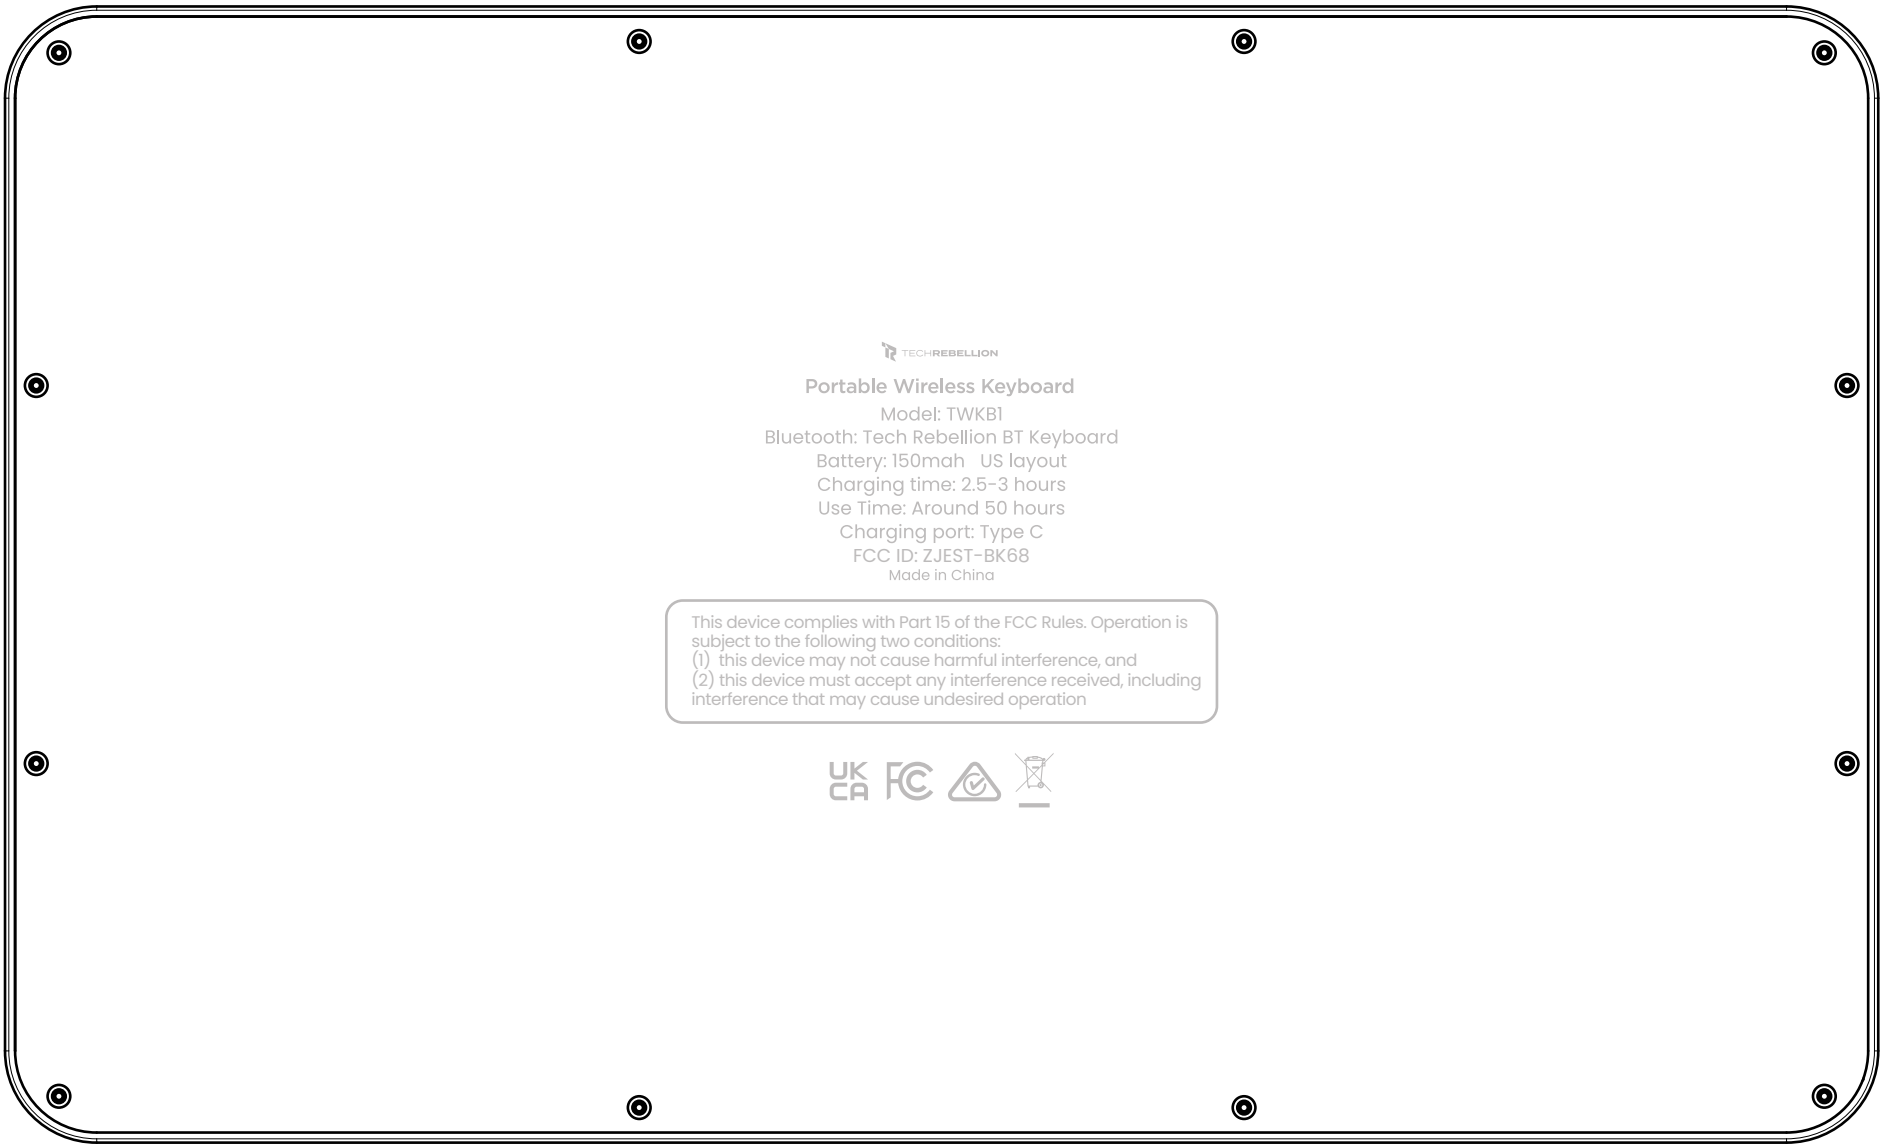 TECHREBELLION
Portable Wireless Keyboard
Model: TWKB1
Bluetooth: Tech Rebellion BT Keyboard
Battery: 150mah   US layout
Charging time: 2.5-3 hours
Use Time: Around 50 hours
Charging port: Type C
FCC ID: ZJEST-BK68
Made in China
This device complies with Part 15 of the FCC Rules. Operation is
subject to the following two conditions:
(1)  this device may not cause harmful interference, and
(2) this device must accept any interference received, including
interference that may cause undesired operation
UK
CA FC